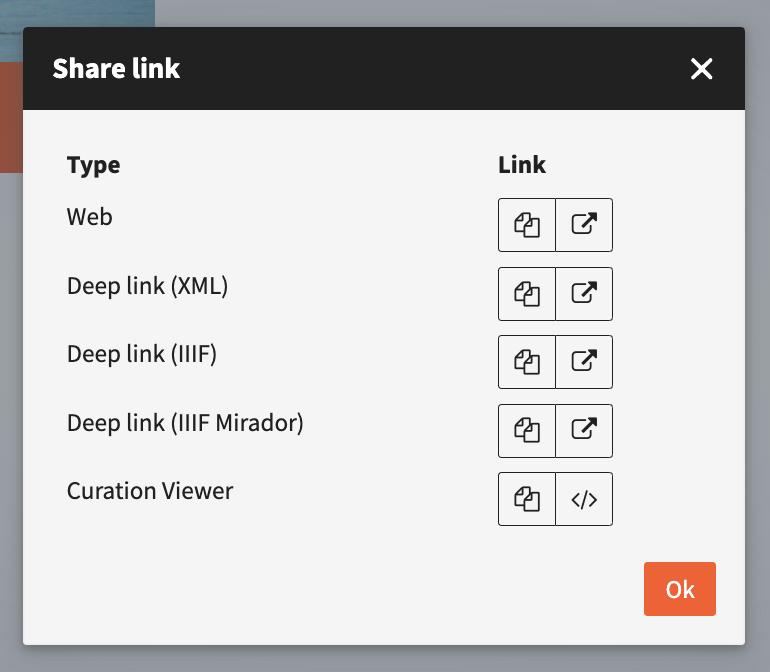 Share link
Type Link
Web
Deep link (XML)
Deep link (IIIF)
Deep link (IIIF Mirador)
Curation Viewer
Ok